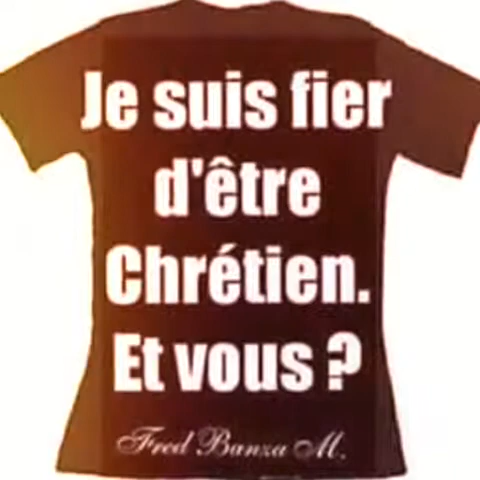 Je suis fier
d'être
Chrétien.
Et vous ?
Fred Banza M.